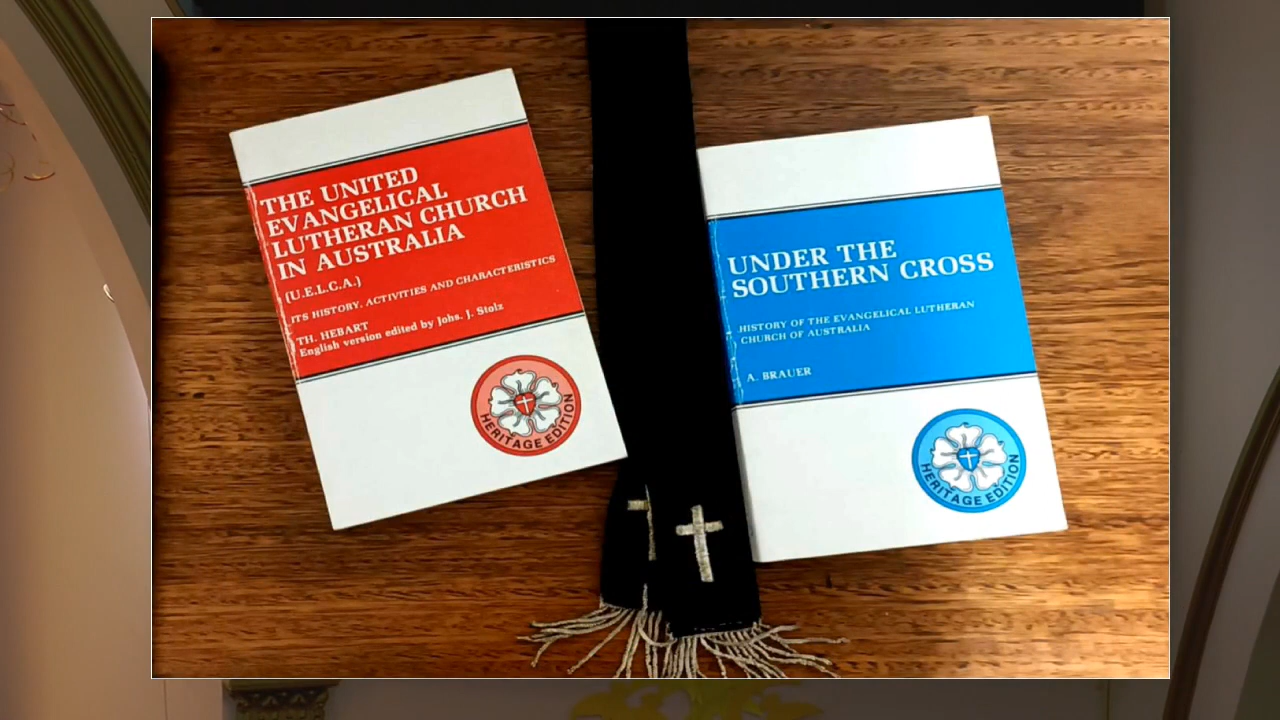 THE UNITED
EVANGELICAL
LUTHERAN CHURCH
IN AUSTRALIA
(U.E.L.C.A.)
ITS HISTORY, ACTIVITIES AND CHARACTERISTICS
TH. HEBART
English version edited by Johs. J. Stolz
HERITAGE EDITION
UNDER THE
SOUTHERN CROSS
HISTORY OF THE EVANGELICAL LUTHERAN
CHURCH OF AUSTRALIA
A. BRAUER
HERITAGE EDITION